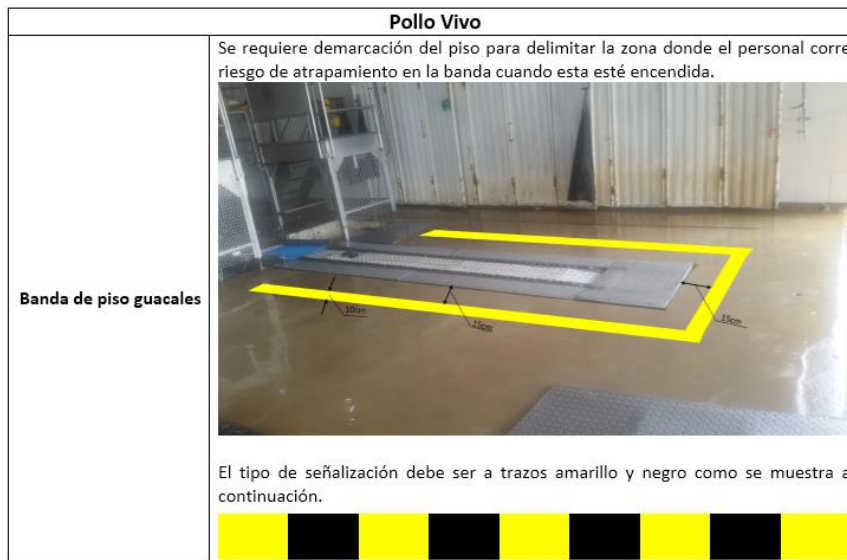 Pollo Vivo
Banda de piso guacales
Se requiere demarcación del piso para delimitar la zona donde el personal corre
riesgo de atrapamiento en la banda cuando esta esté encendida.
10cm
15cm
15cm
El tipo de señalización debe ser a trazos amarillo y negro como se muestra a
continuación.